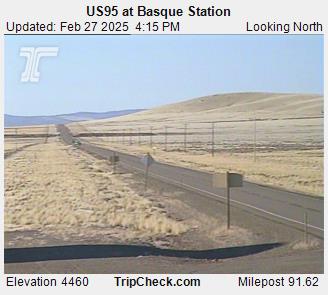 US95 at Basque Station
Updated: Feb 27 2025 4:15 PM Looking North
Elevation 4460 TripCheck.com Milepost 91.62